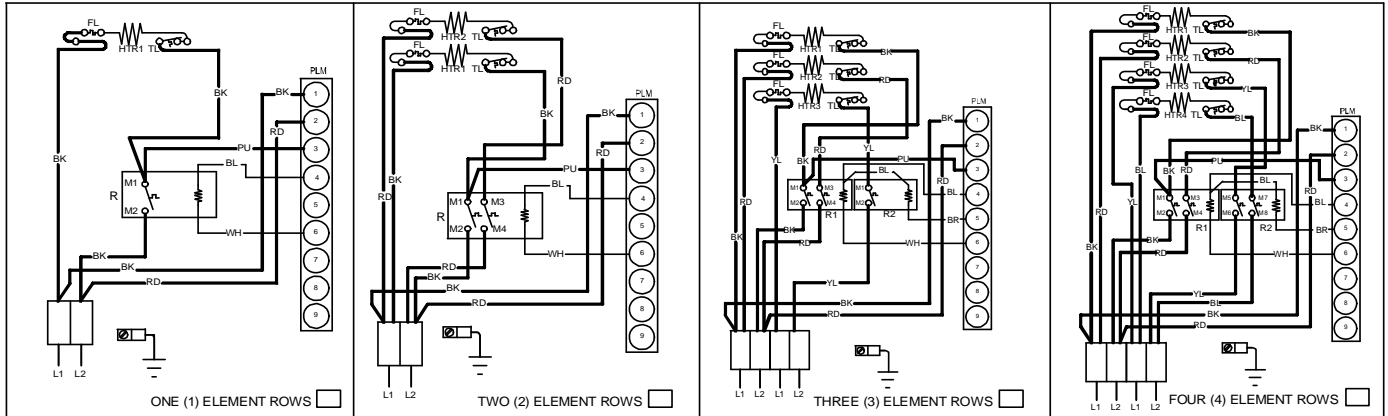 FL
HTR1 TL
BK
PLM
BK
1
RD
2
BK
PU
3
BL
4
M1
R
M2
5
WH
6
BK
BK
7
RD
8
9
L1 L2
ONE (1) ELEMENT ROWS
FL
HTR2 TL
FL
HTR1 TL
RD
BK
PLM
BK
1
RD
2
PU
3
BL
4
RD
BK
M1 M3
R
M2 M4
5
WH
6
RD
BK
BK
7
RD
8
9
L1 L2
TWO (2) ELEMENT ROWS
FL
HTR1 TL
BK
FL
HTR2 TL
RD
FL
HTR3 TL
PLM
BK
1
2
RD
YL
BK
RD
YL
PU
3
BL
RD
M1 M3
M1
BL
4
M2 M4
M2
R1
R2
BR
5
BK
RD
BK
RD
WH
6
7
YL
BK
8
RD
9
L1 L2 L1 L2
THREE (3) ELEMENT ROWS
FL
HTR1 TL
BK
FL
HTR2 TL
RD
FL
HTR3 TL
YL
FL
HTR4 TL
BL
PLM
BK
1
2
BL
PU
3
BK
RD
BL
RD
YL
M1 M3
M5 M7
BL
4
M2 M4
M6 M8
R1
R2
BR
5
BK
RD
BK
RD
WH
6
7
YL
BL
8
BK
RD
9
L1 L2 L1 L2
FOUR (4) ELEMENT ROWS